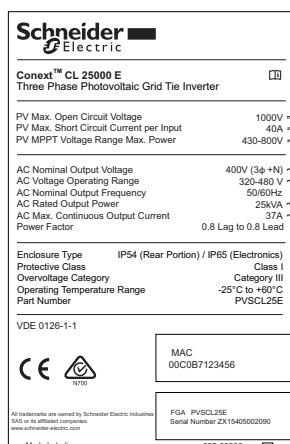 Schneider
Electric
Conext™ CL 25000 E
Three Phase Photovoltaic Grid Tie Inverter
PV Max. Open Circuit Voltage 1000V
PV Max. Short Circuit Current per Input 40A
PV MPPT Voltage Range Max. Power 430-800V
AC Nominal Output Voltage 400V (3ϕ +N) ~
AC Voltage Operating Range 320-480 V ~
AC Nominal Output Frequency 50/60Hz
AC Rated Output Power 25kVA ~
AC Max. Continuous Output Current 37A ~
Power Factor 0.8 Lag to 0.8 Lead
Enclosure Type IP54 (Rear Portion) / IP65 (Electronics)
Protective Class Class I
Overvoltage Category Category III
Operating Temperature Range -25°C to +60°C
Part Number PVSCL25E
VDE 0126-1-1
MAC
00C0B7123456
CE
N700
All trademarks are owned by Schneider Electric Industries
SAS or its affiliated companies.
www.schneider-electric.com
FGA PVSCL25E
Serial Number ZX15405002090